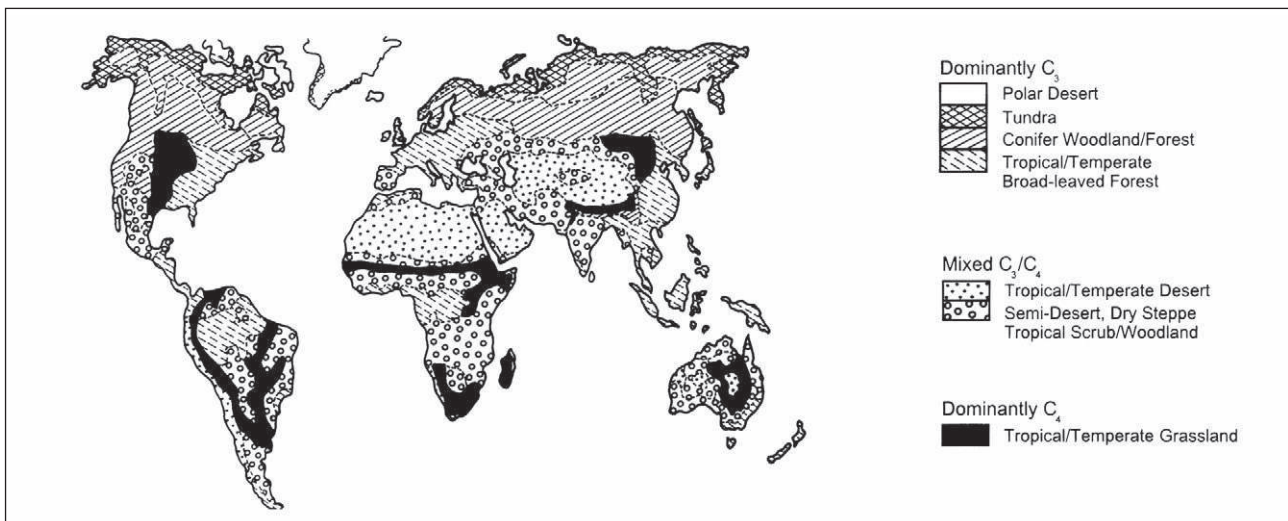 Dominantly C₃
Polar Desert
Tundra
Conifer Woodland/Forest
Tropical/Temperate
Broad-leaved Forest
Mixed C₃/C₄
Tropical/Temperate Desert
Semi-Desert, Dry Steppe
Tropical Scrub/Woodland
Dominantly C₄
Tropical/Temperate Grassland